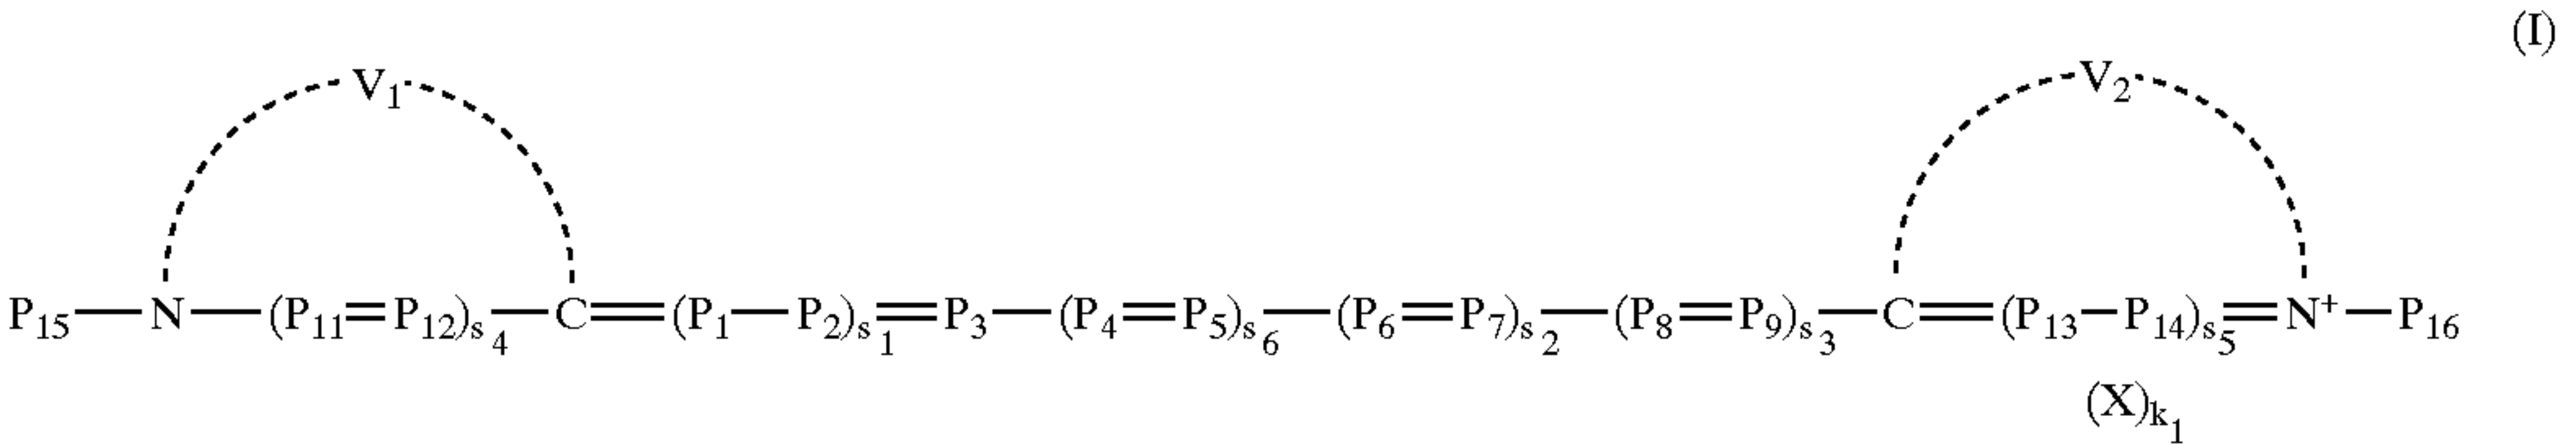 (I)
V₁ V₂
P₁₅—N—(P₁₁=P₁₂)s₄—C=(P₁—P₂)s₁=P₃—(P₄=P₅)s₆—(P₆=P₇)s₂—(P₈=P₉)s₃—C=(P₁₃—P₁₄)s₅=N⁺—P₁₆
(X)k₁